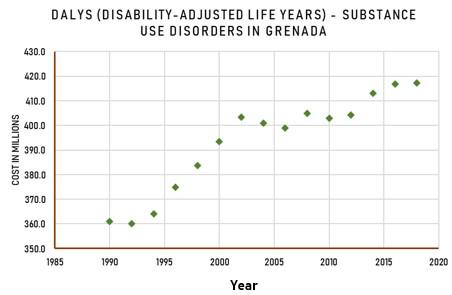 DALYS (DISABILITY-ADJUSTED LIFE YEARS) - SUBSTANCE
USE DISORDERS IN GRENADA
COST IN MILLIONS
430.0
420.0
410.0
400.0
390.0
380.0
370.0
360.0
350.0
1985 1990 1995 2000 2005 2010 2015 2020
Year